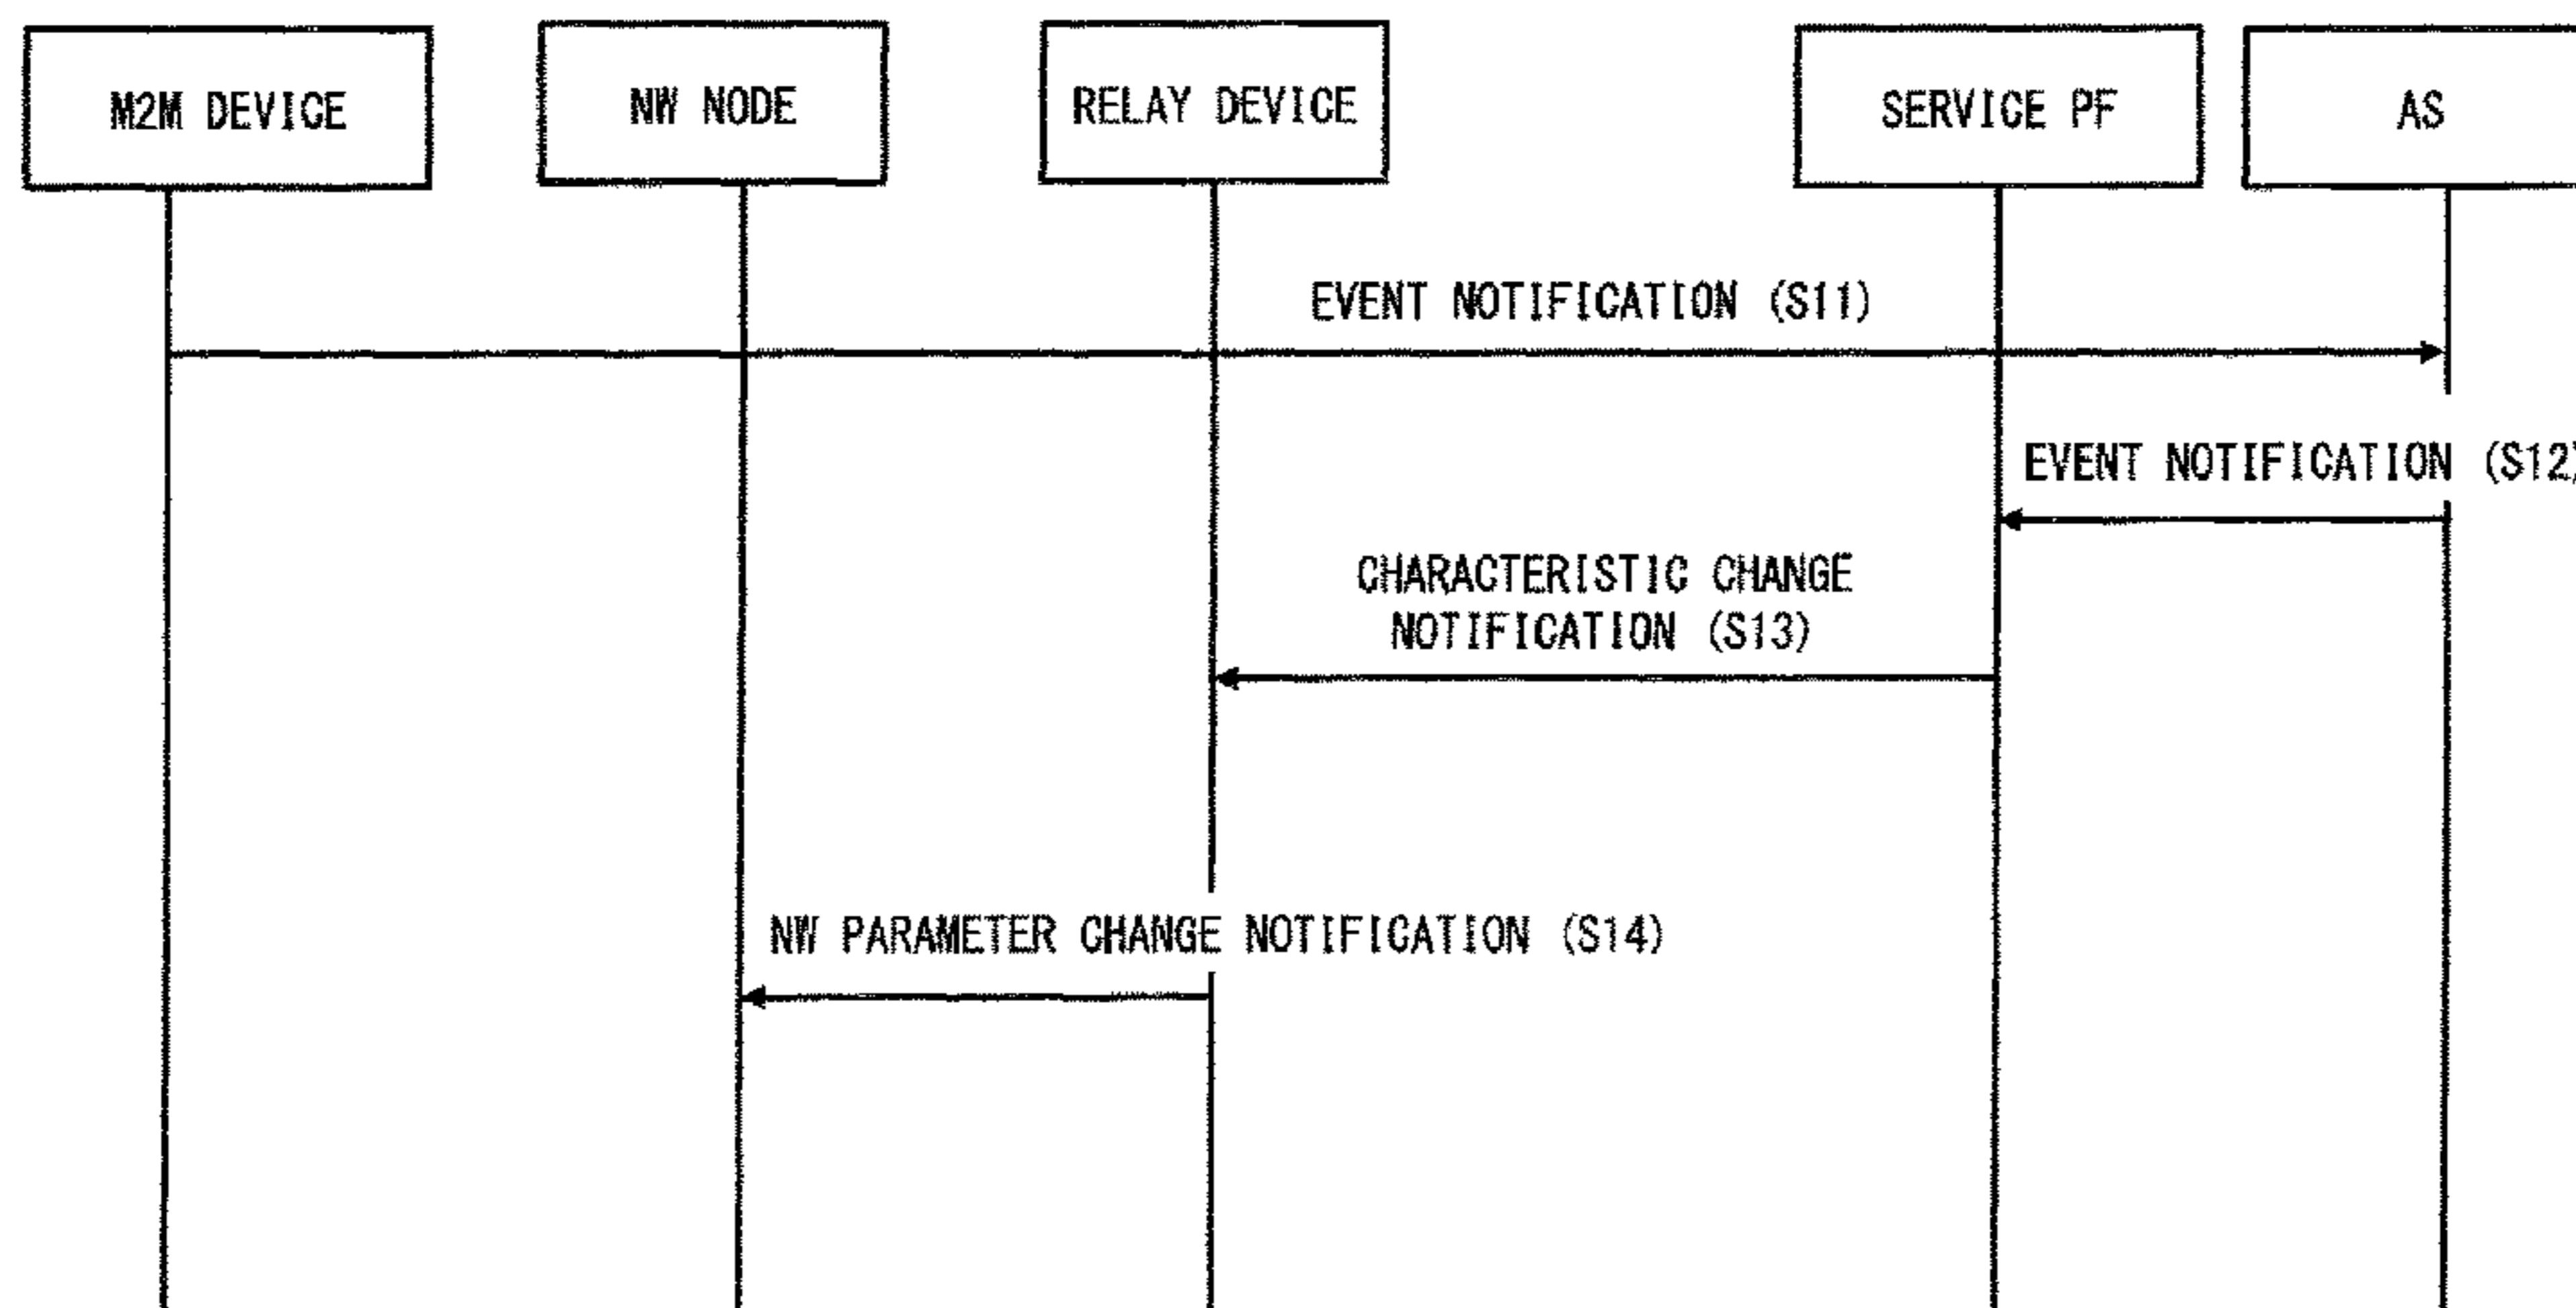 M2M DEVICE
NW NODE
RELAY DEVICE
SERVICE PF
AS
EVENT NOTIFICATION (S11)
EVENT NOTIFICATION (S12)
CHARACTERISTIC CHANGE
NOTIFICATION (S13)
NW PARAMETER CHANGE NOTIFICATION (S14)